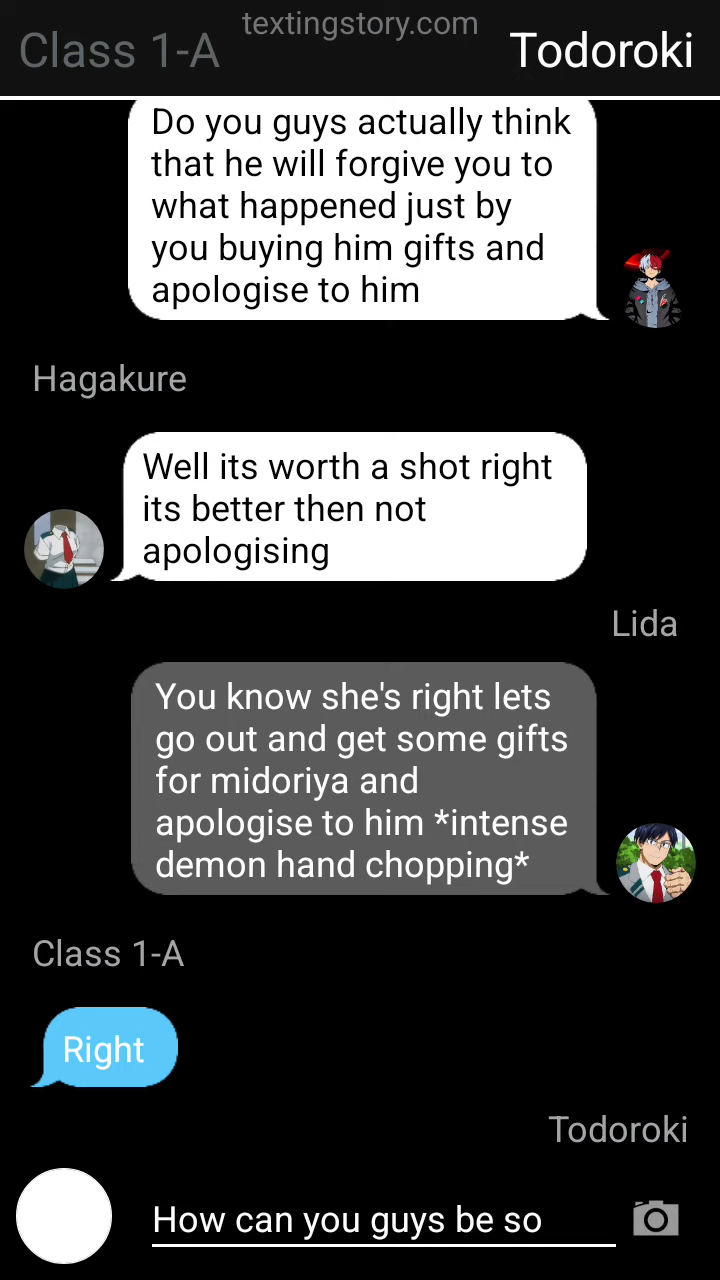 textingstory.com
Class 1-A
Todoroki
Do you guys actually think
that he will forgive you to
what happened just by
you buying him gifts and
apologise to him
Hagakure
Well its worth a shot right
its better then not
apologising
Lida
You know she's right lets
go out and get some gifts
for midoriya and
apologise to him *intense
demon hand chopping*
Class 1-A
Right
Todoroki
How can you guys be so